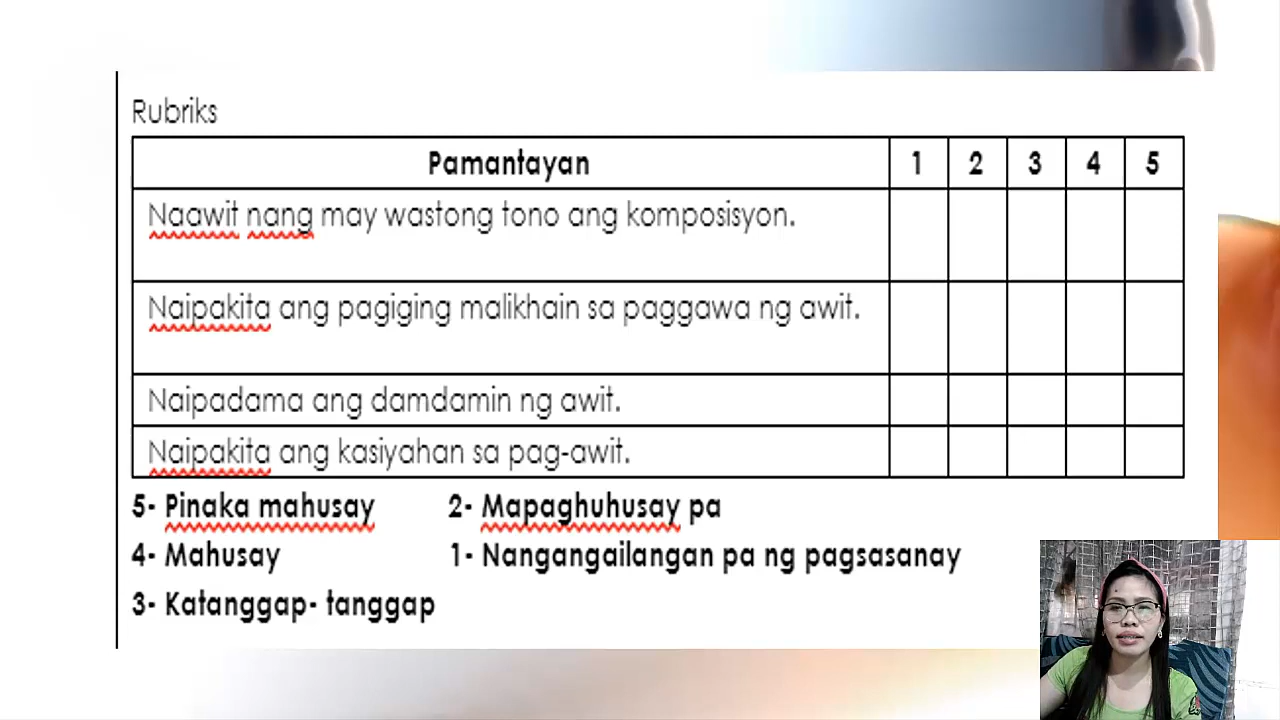 Rubriks
Pamantayan 1 2 3 4 5
Naawit nang may wastong tono ang komposisyon.
Naipakita ang pagiging malikhain sa paggawa ng awit.
Naipadama ang damdamin ng awit.
Naipakita ang kasiyahan sa pag-awit.
5- Pinaka mahusay 2- Mapaghuhusay pa
4- Mahusay 1- Nangangailangan pa ng pagsasanay
3- Katanggap- tanggap